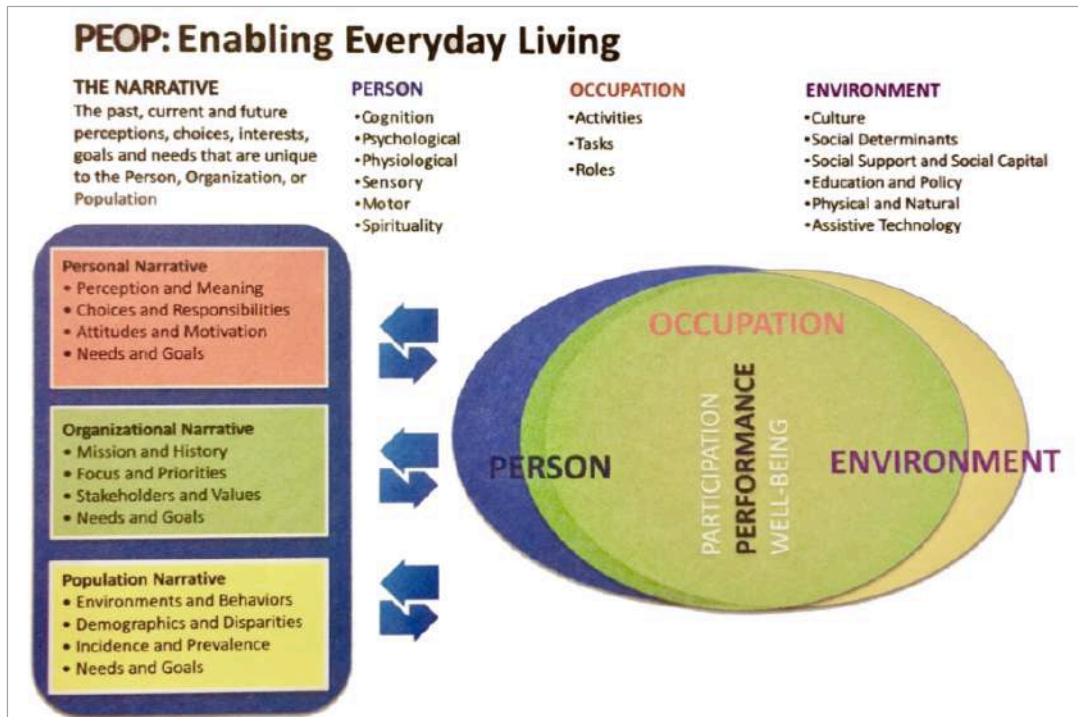 PEOP: Enabling Everyday Living
THE NARRATIVE
The past, current and future
perceptions, choices, interests,
goals and needs that are unique
to the Person, Organization, or
Population
PERSON
•Cognition
•Psychological
•Physiological
•Sensory
•Motor
•Spirituality
OCCUPATION
•Activities
•Tasks
•Roles
ENVIRONMENT
•Culture
•Social Determinants
•Social Support and Social Capital
•Education and Policy
•Physical and Natural
•Assistive Technology
Personal Narrative
• Perception and Meaning
• Choices and Responsibilities
• Attitudes and Motivation
• Needs and Goals
Organizational Narrative
• Mission and History
• Focus and Priorities
• Stakeholders and Values
• Needs and Goals
Population Narrative
• Environments and Behaviors
• Demographics and Disparities
• Incidence and Prevalence
• Needs and Goals
OCCUPATION
PERSON
PARTICIPATION
PERFORMANCE
WELL-BEING
ENVIRONMENT